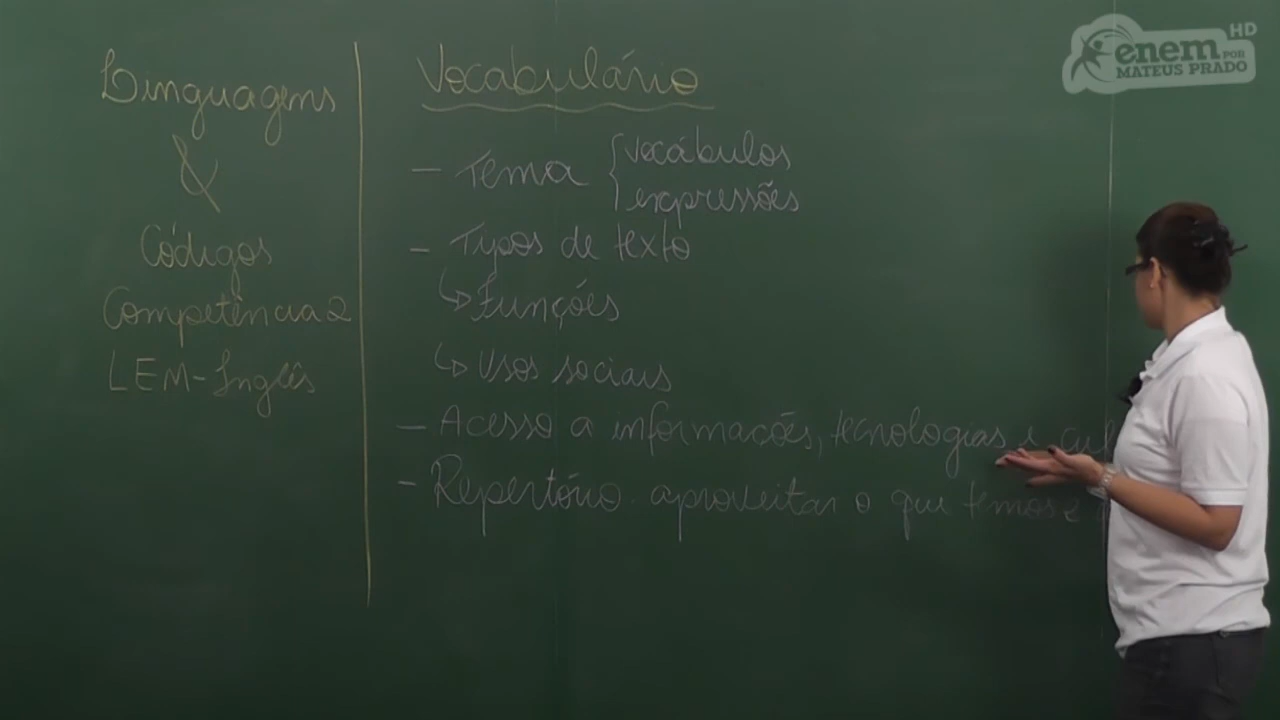 Linguagens
&
Códigos
Competência 2
LEM-Inglês
Vocabulário
- Tema { vocábulos
expressões
- Tipos de texto
↳ Funções
↳ Usos sociais
- Acesso a informações, tecnologias e
- Repertório. aproveitar o que temos e
enem HD
POR
MATEUS PRADO